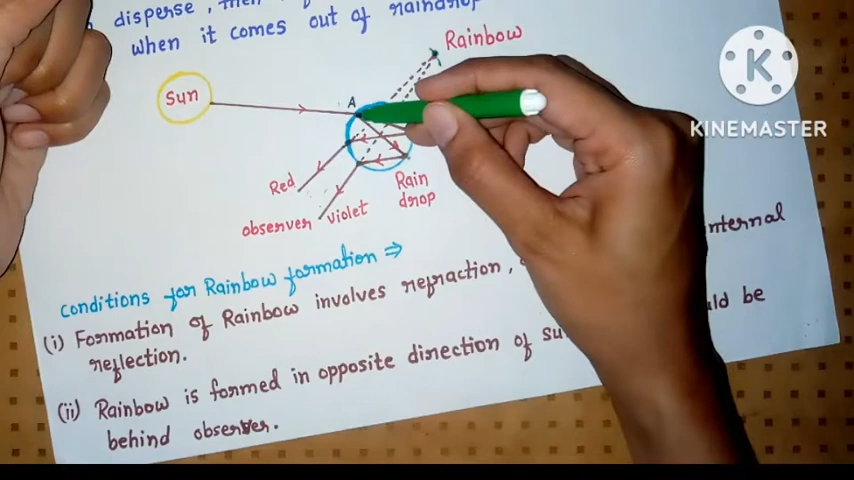 disperse, then
when it comes out of raindrop
Rainbow
Sun
A
Red
Rain
drop
observer violet
KINEMASTER
conditions for Rainbow formation ⇒
(i) Formation of Rainbow involves refraction, internal
reflection.
(ii) Rainbow is formed in opposite direction of su be
behind observer.